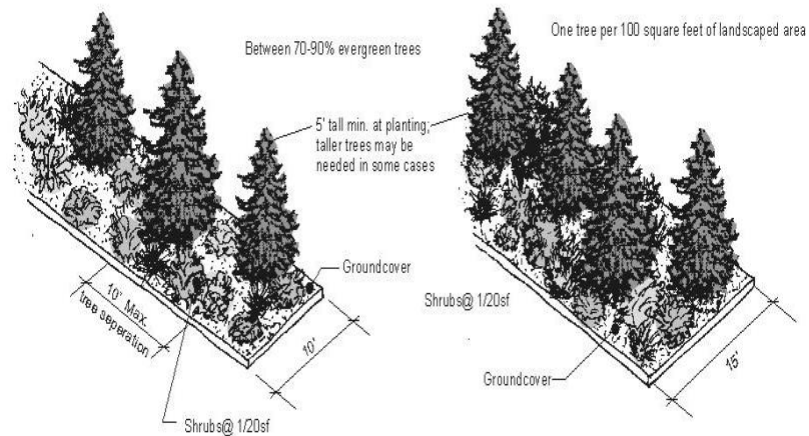 Between 70-90% evergreen trees
One tree per 100 square feet of landscaped area
5' tall min. at planting;
taller trees may be
needed in some cases
Groundcover
10' Max.
tree seperation
10'
Shrubs@ 1/20sf
Shrubs@ 1/20sf
Groundcover
15'